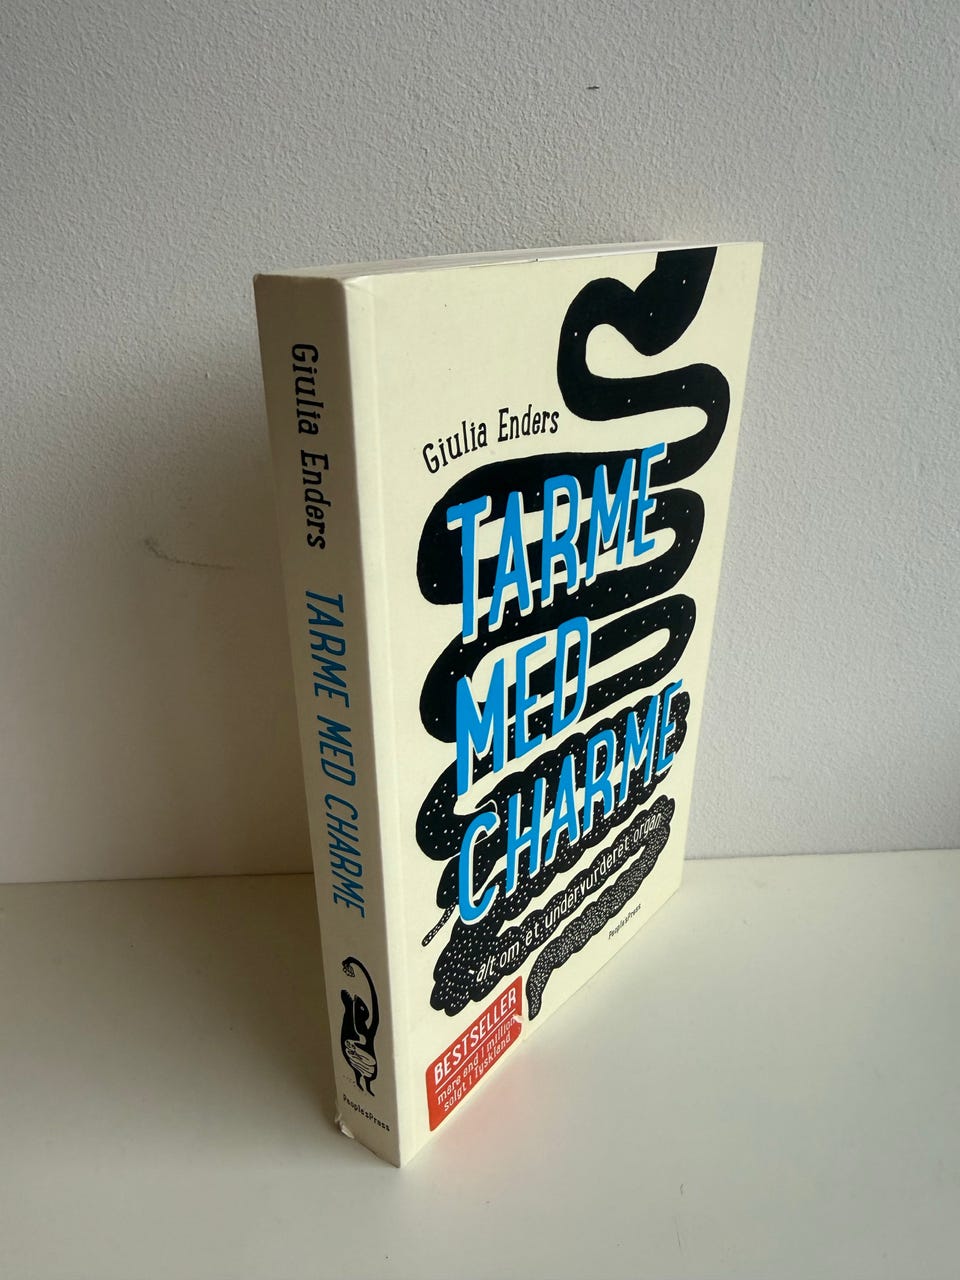 Giulia Enders TARME MED CHARME
PeoplesPress
Giulia Enders
TARME
MED
CHARME
alt om et undervurderet organ
PeoplesPress
BESTSELLER
mere end 1 million
solgt i Tyskland